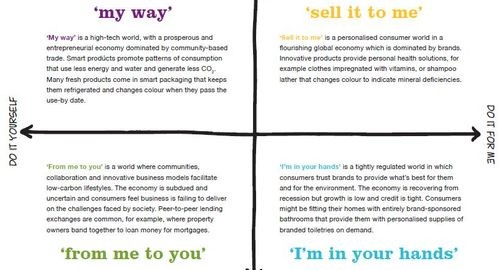 ‘my way’
‘My way’ is a high-tech world, with a prosperous and
entrepreneurial economy dominated by community-based
trade. Smart products promote patterns of consumption
that use less energy and water and generate less CO₂.
Many fresh products come in smart packaging that keeps
them refrigerated and changes colour when they pass the
use-by date.
‘sell it to me’
‘Sell it to me’ is a personalised consumer world in a
flourishing global economy which is dominated by brands.
Innovative products provide personal health solutions, for
example clothes impregnated with vitamins, or shampoo
lather that changes colour to indicate mineral deficiencies.
DO IT YOURSELF
DO IT FOR ME
‘From me to you’ is a world where communities,
collaboration and innovative business models facilitate
low-carbon lifestyles. The economy is subdued and
uncertain and consumers feel business is failing to deliver
on the challenges faced by society. Peer-to-peer lending
exchanges are common, for example, where property
owners band together to loan money for mortgages.
‘from me to you’
‘I’m in your hands’ is a tightly regulated world in which
consumers trust brands to provide what’s best for them
and for the environment. The economy is recovering from
recession but growth is low and credit is tight. Consumers
might be fitting their homes with entirely brand-sponsored
bathrooms that provide them with personalised supplies of
branded toiletries on demand.
‘I’m in your hands’